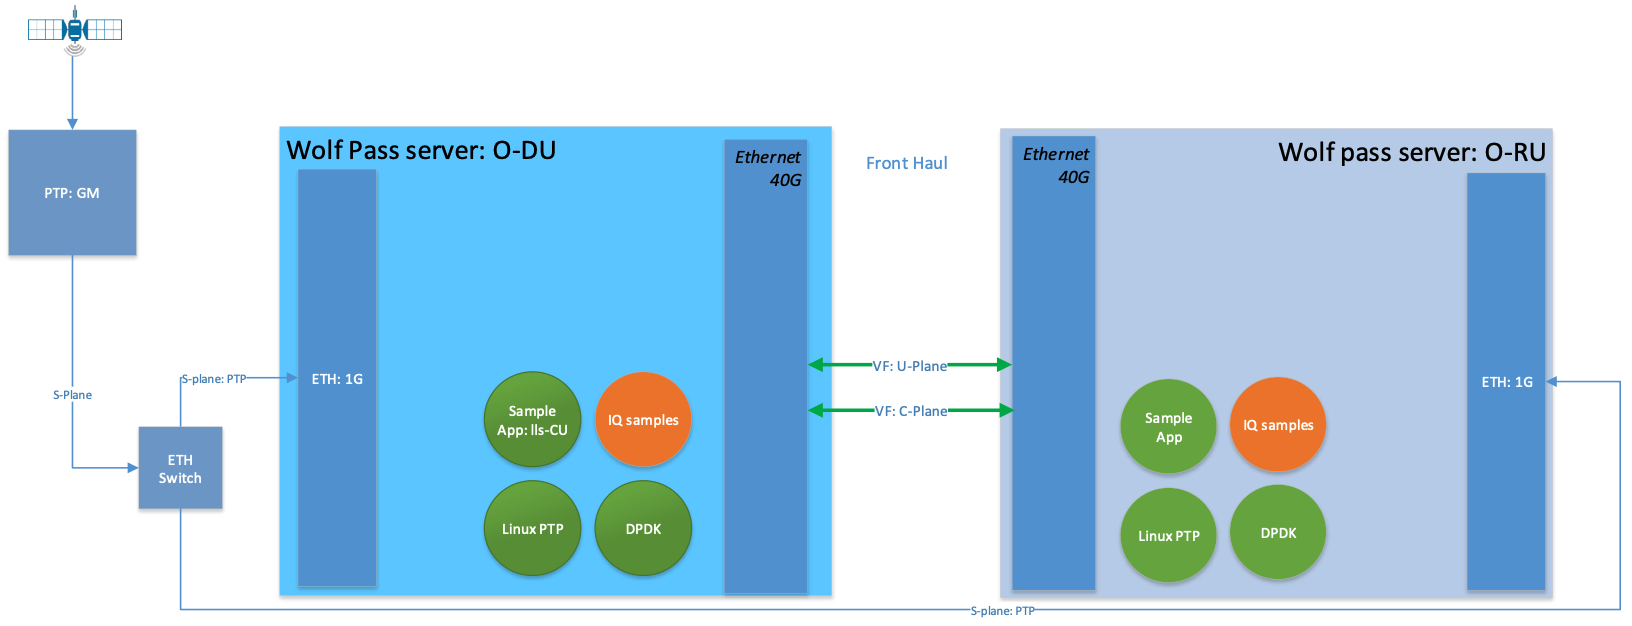 PTP: GM
S-Plane
ETH
Switch
S-plane: PTP
Wolf Pass server: O-DU
ETH: 1G
Ethernet
40G
Sample
App: lls-CU
IQ samples
Linux PTP
DPDK
Front Haul
VF: U-Plane
VF: C-Plane
Wolf pass server: O-RU
Ethernet
40G
Sample
App
IQ samples
Linux PTP
DPDK
ETH: 1G
S-plane: PTP